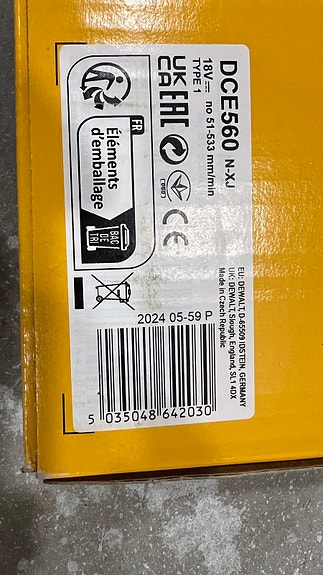 DCE560 N-XJ
18V⎓ no 51-533 mm/min
TYPE 1
UK
CA
EAC
CE
FR
Éléments
d'emballage
BAC
DE
TRI
EU: DEWALT, D-65509 IDSTEIN, GERMANY
UK: DEWALT, Slough, England, SL1 4DX
Made in Czech Republic
2024 05-59 P
5 035048 642030